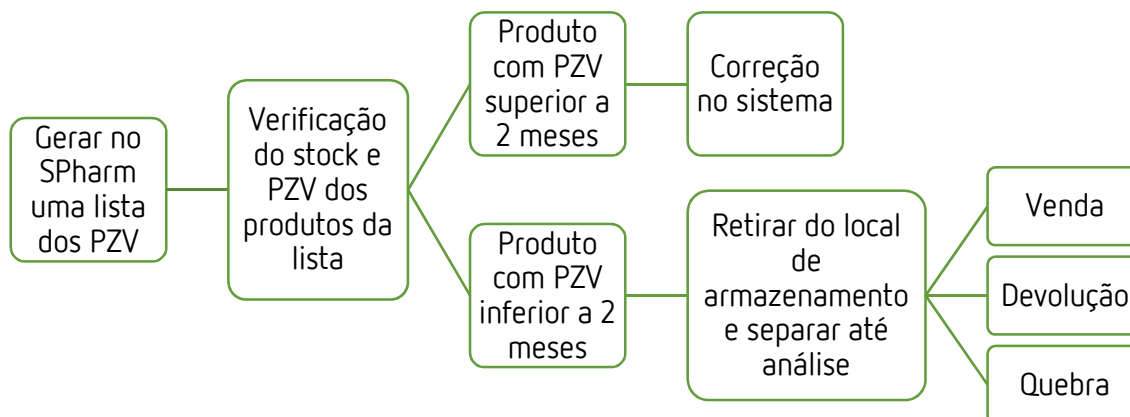 Gerar no
SPharm
uma lista
dos PZV
Verificação
do stock e
PZV dos
produtos da
lista
Produto
com PZV
superior a
2 meses
Correção
no sistema
Produto
com PZV
inferior a 2
meses
Retirar do local
de
armazenamento
e separar até
análise
Venda
Devolução
Quebra